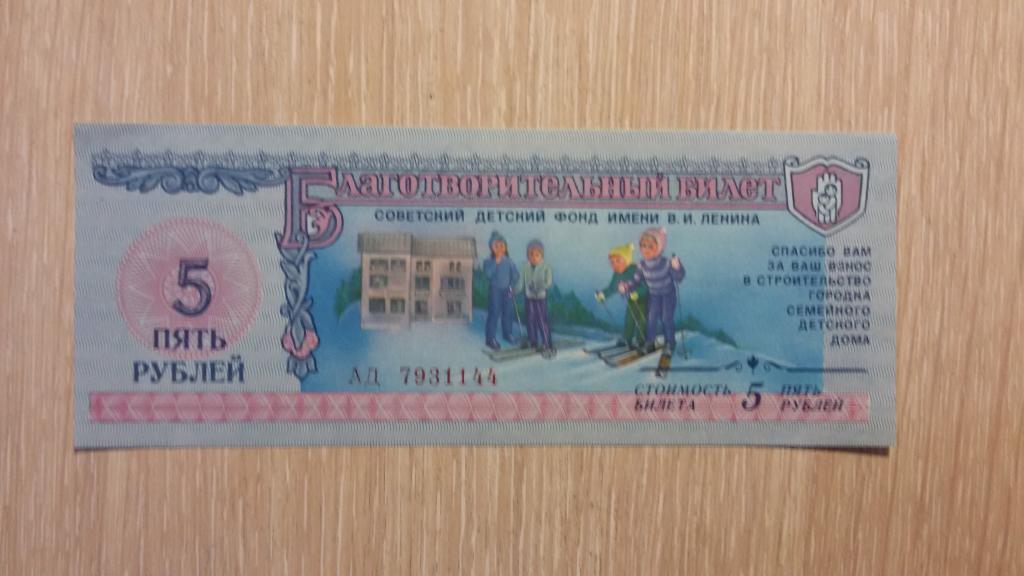 Благотворительный билет
СОВЕТСКИЙ ДЕТСКИЙ ФОНД ИМЕНИ В.И. ЛЕНИНА
5
ПЯТЬ
РУБЛЕЙ
СПАСИБО ВАМ
ЗА ВАШ ВЗНОС
В СТРОИТЕЛЬСТВО
ГОРОДКА
СЕМЕЙНОГО
ДЕТСКОГО
ДОМА
АД 7931144
СТОИМОСТЬ
БИЛЕТА
5
ПЯТЬ
РУБЛЕЙ